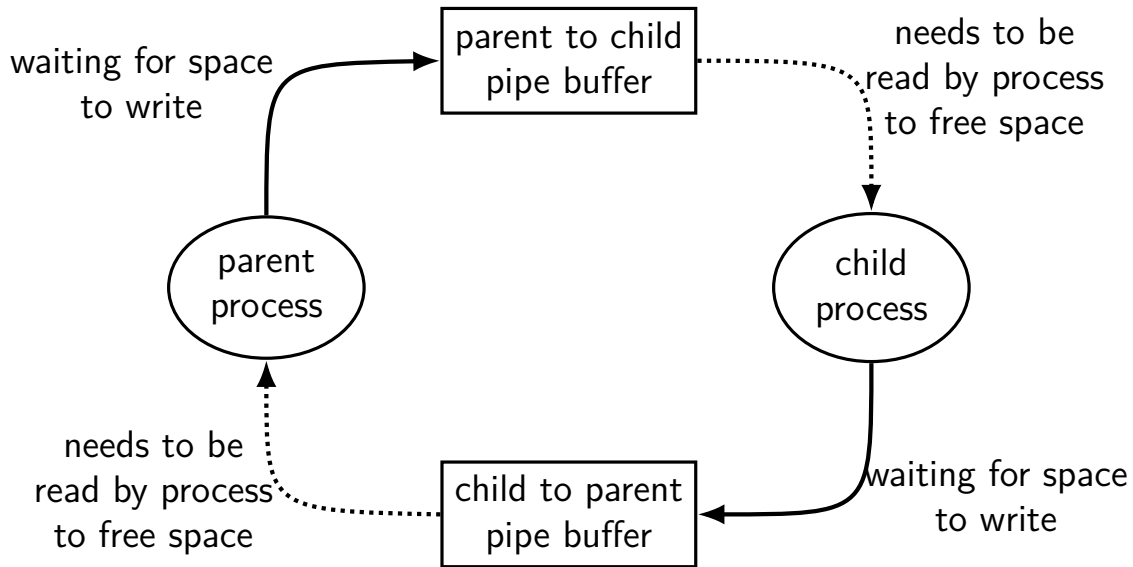 waiting for space
to write
parent to child
pipe buffer
needs to be
read by process
to free space
parent
process
child
process
needs to be
read by process
to free space
child to parent
pipe buffer
waiting for space
to write